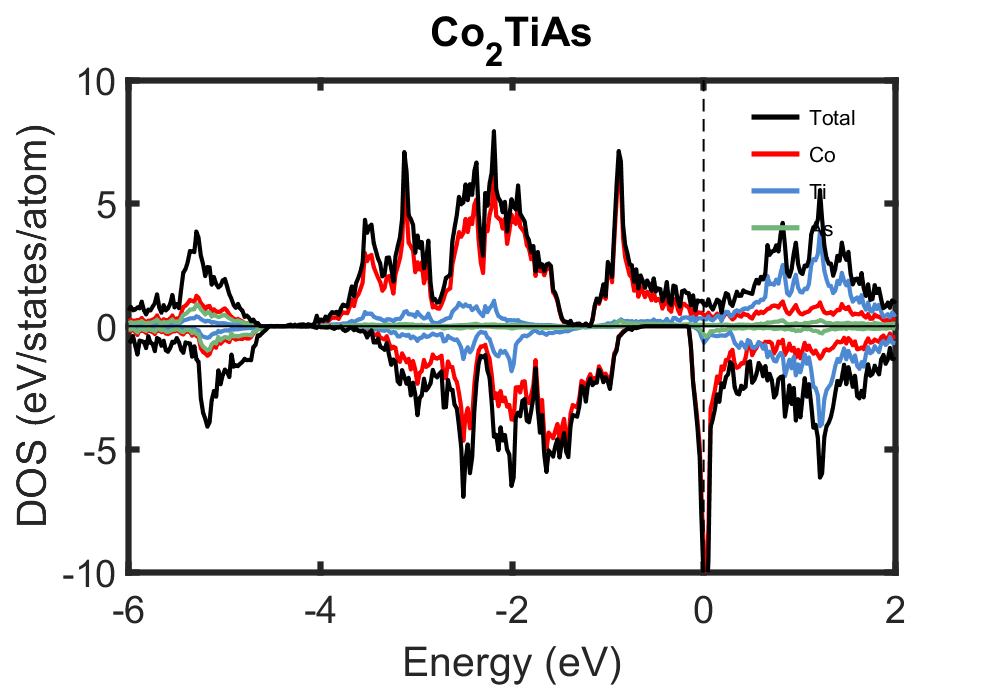 Co2TiAs
DOS (eV/states/atom)
10
5
0
-5
-10
-6
-4
-2
0
2
Energy (eV)
Total
Co
Ti
As